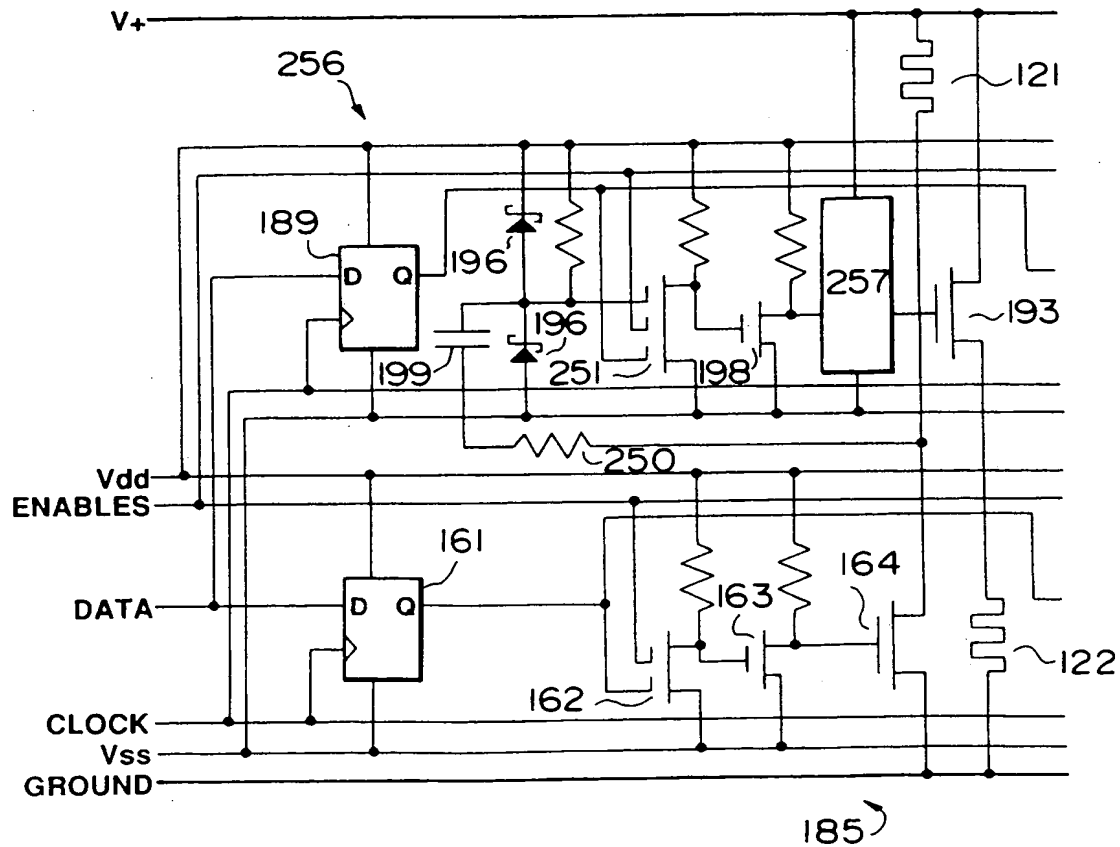 V+
256
121
189
D Q
196
257
193
199
196
251
198
250
Vdd
ENABLES
161
164
DATA
D Q
163
122
162
CLOCK
Vss
GROUND
185